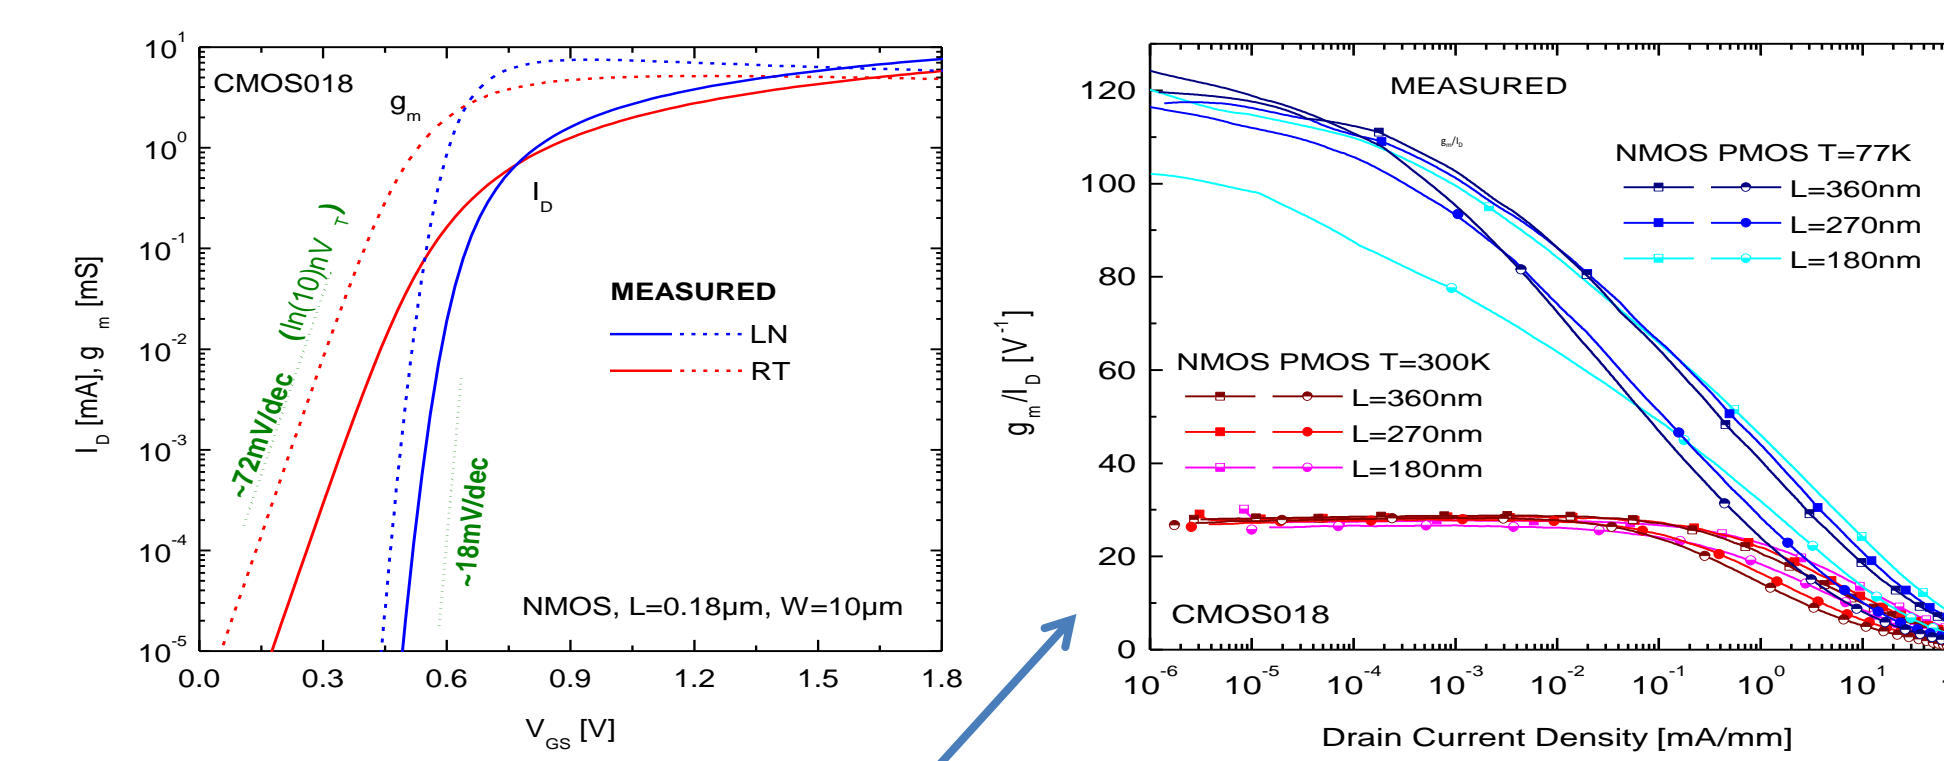 CMOS018
g_m
I_D
MEASURED
LN
RT
~72mV/dec (ln(10)nV_T)
~18mV/dec
NMOS, L=0.18µm, W=10µm
I_D [mA], g_m [mS]
10^1
10^0
10^-1
10^-2
10^-3
10^-4
10^-5
0.0 0.3 0.6 0.9 1.2 1.5 1.8
V_GS [V]
MEASURED
g_m/I_D
NMOS PMOS T=77K
L=360nm
L=270nm
L=180nm
NMOS PMOS T=300K
L=360nm
L=270nm
L=180nm
CMOS018
g_m/I_D [V^-1]
120
100
80
60
40
20
0
10^-6 10^-5 10^-4 10^-3 10^-2 10^-1 10^0 10^1
Drain Current Density [mA/mm]